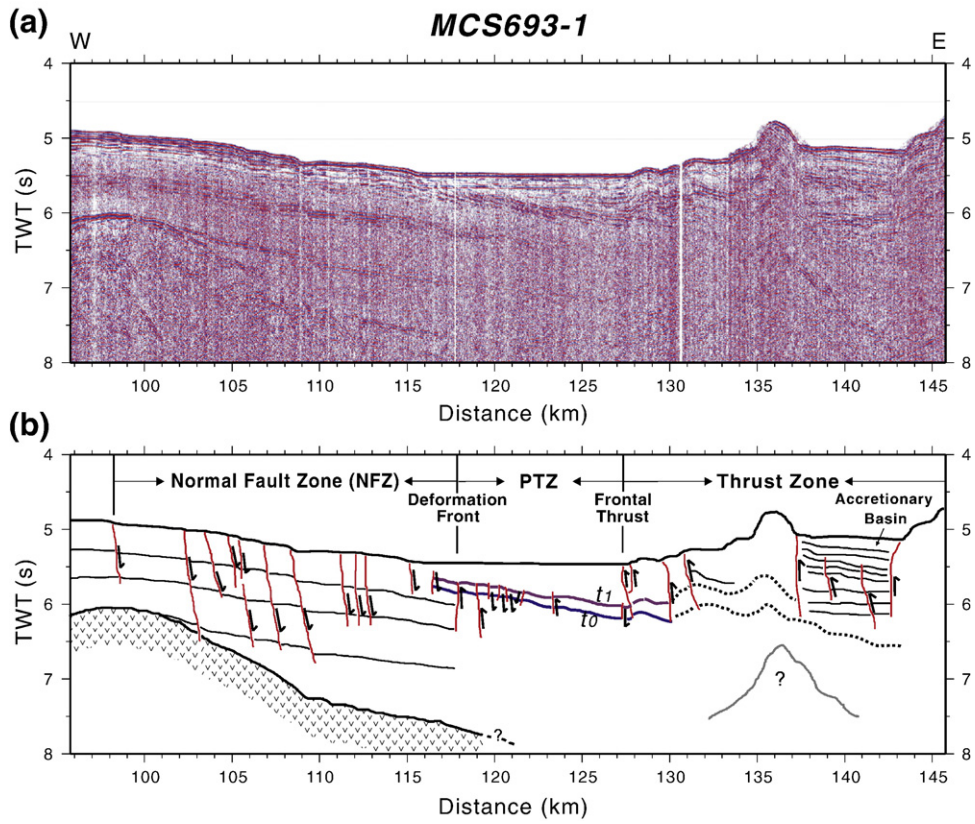 (a)
MCS693-1
W
E
4
4
5
5
6
6
7
7
8
8
TWT (s)
100 105 110 115 120 125 130 135 140 145
Distance (km)
(b)
4
4
Normal Fault Zone (NFZ)
PTZ
Thrust Zone
Deformation
Front
Frontal
Thrust
Accretionary
Basin
5
5
t1
t0
6
6
7
7
?
?
8
8
TWT (s)
100 105 110 115 120 125 130 135 140 145
Distance (km)